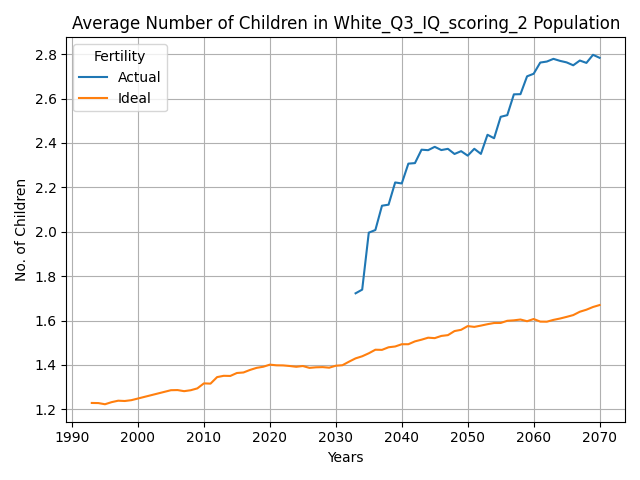 Average Number of Children in White_Q3_IQ_scoring_2 Population
Fertility
Actual
Ideal
No. of Children
2.8
2.6
2.4
2.2
2.0
1.8
1.6
1.4
1.2
1990 2000 2010 2020 2030 2040 2050 2060 2070
Years